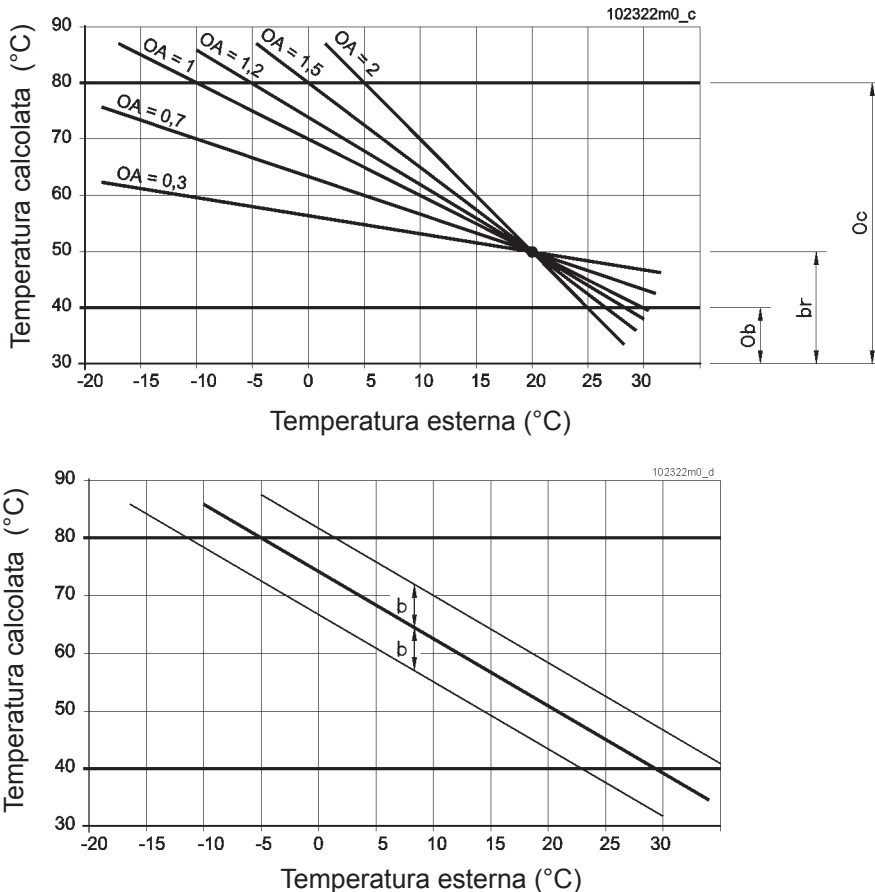 102322m0_c
Temperatura calcolata (°C)
90
80
70
60
50
40
30
OA = 0,3
OA = 0,7
OA = 1
OA = 1,2
OA = 1,5
OA = 2
Oc
br
Ob
-20 -15 -10 -5 0 5 10 15 20 25 30
Temperatura esterna (°C)
102322m0_d
Temperatura calcolata (°C)
90
80
70
60
50
40
30
b
b
-20 -15 -10 -5 0 5 10 15 20 25 30
Temperatura esterna (°C)